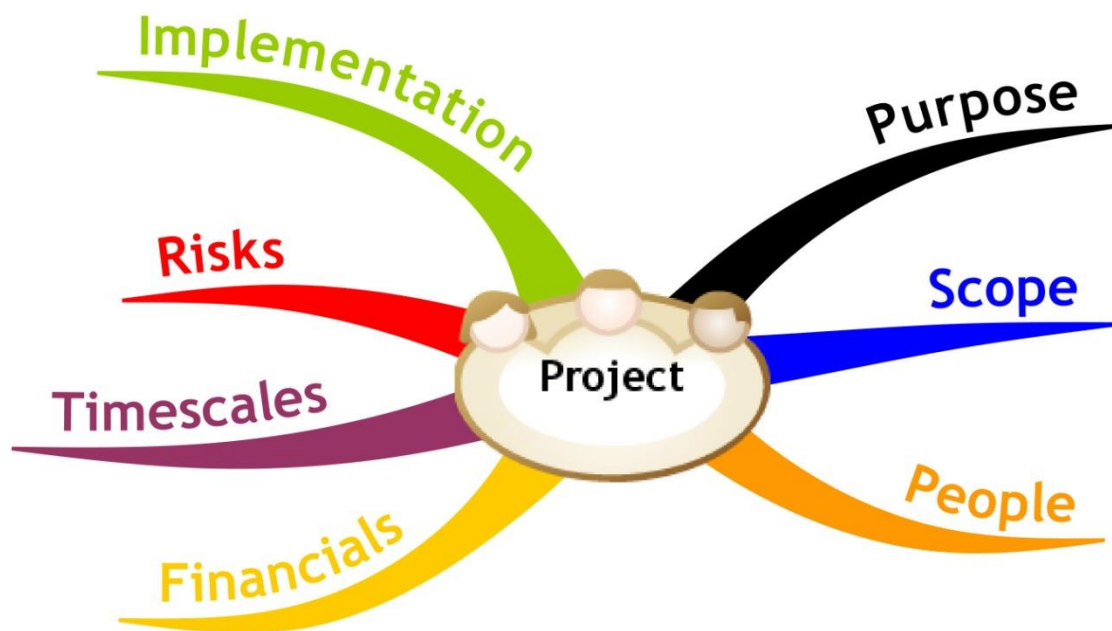 Implementation
Purpose
Risks
Scope
Project
Timescales
People
Financials